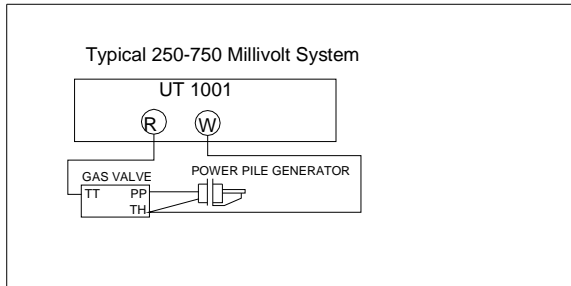 Typical 250-750 Millivolt System
UT 1001
R W
GAS VALVE POWER PILE GENERATOR
TT PP
TH